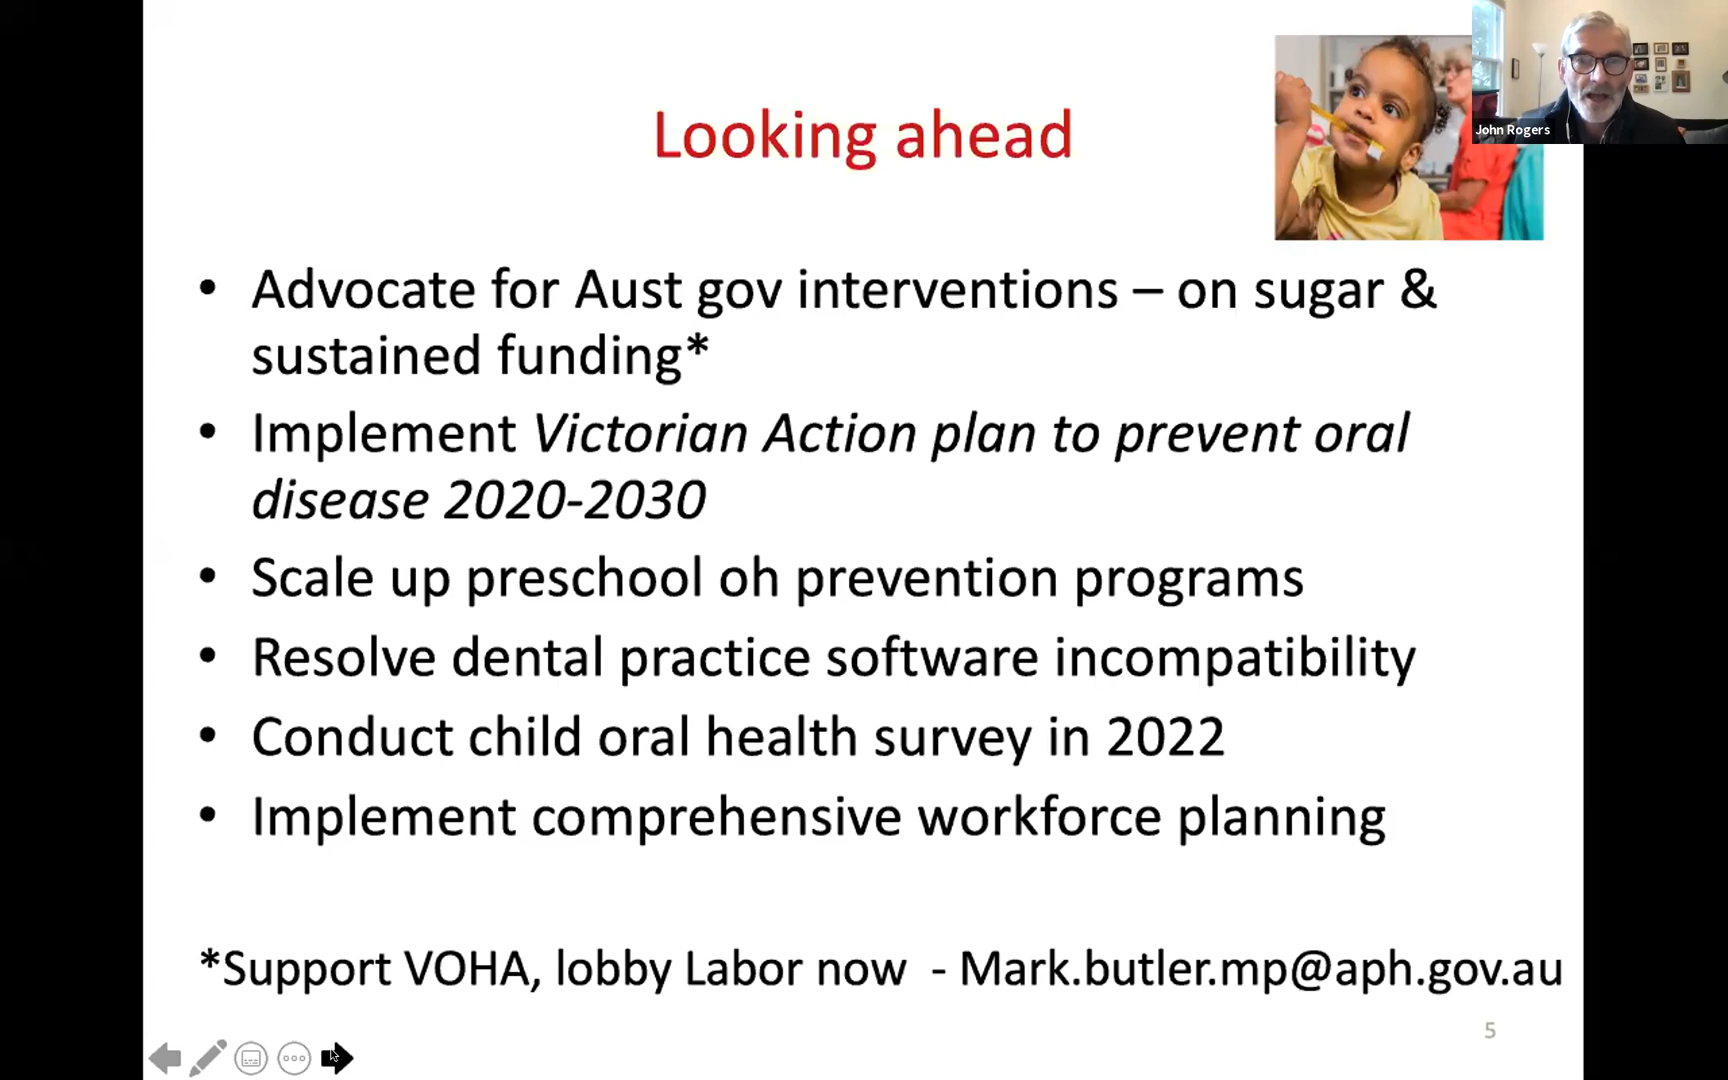 John Rogers
Looking ahead
• Advocate for Aust gov interventions – on sugar &
sustained funding*
• Implement Victorian Action plan to prevent oral
disease 2020-2030
• Scale up preschool oh prevention programs
• Resolve dental practice software incompatibility
• Conduct child oral health survey in 2022
• Implement comprehensive workforce planning
*Support VOHA, lobby Labor now - Mark.butler.mp@aph.gov.au
5